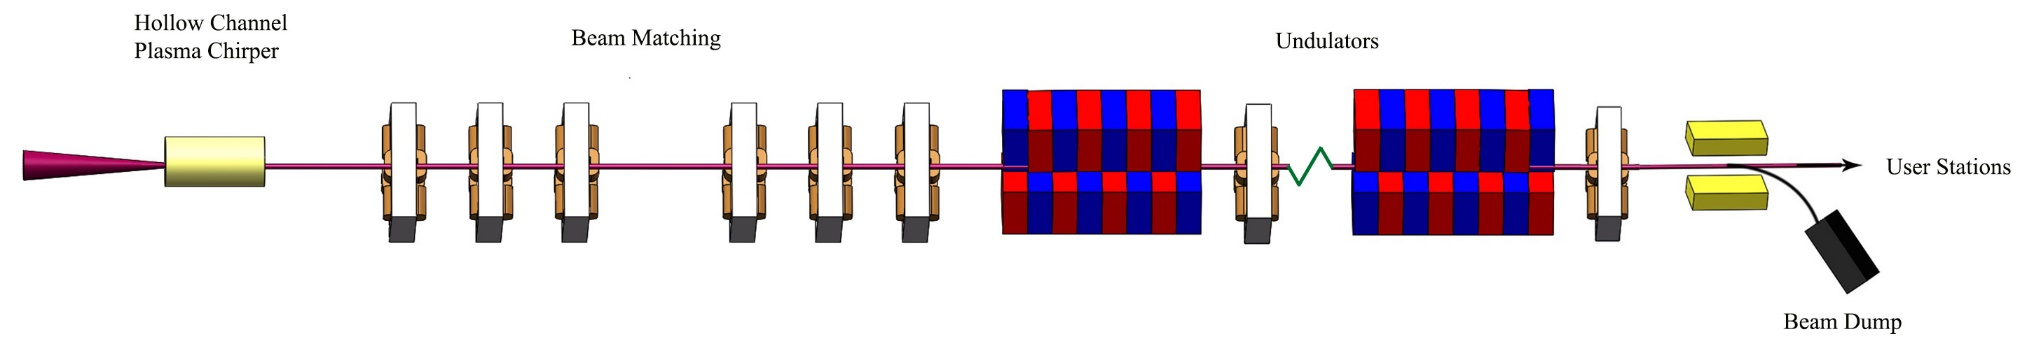 Hollow Channel
Plasma Chirper
Beam Matching
Undulators
User Stations
Beam Dump